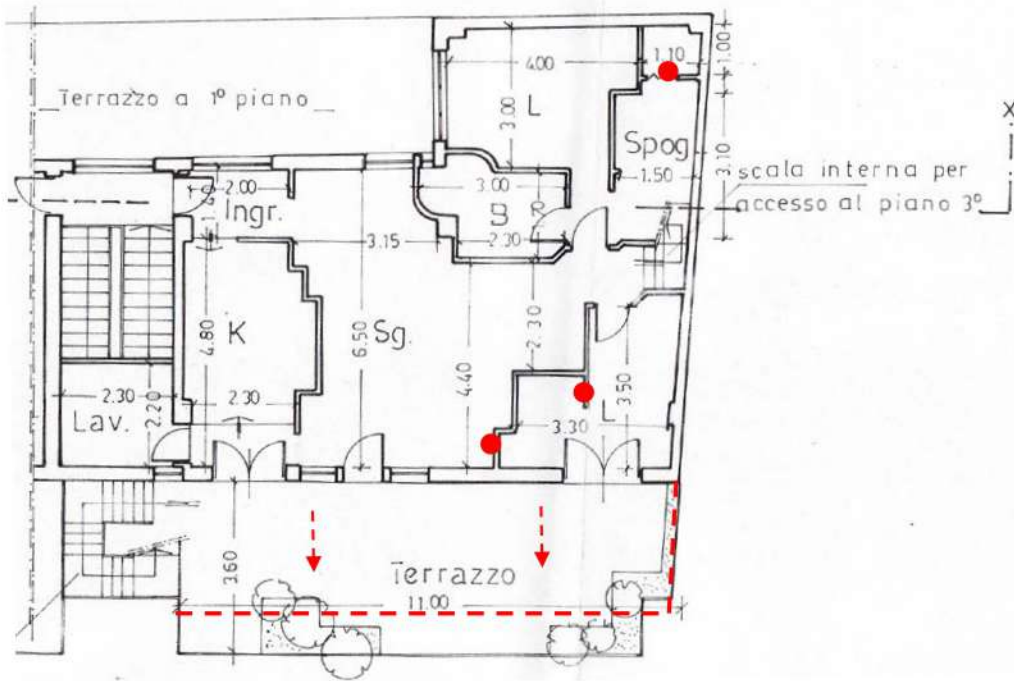 1.00
1.10
4.00
Terrazzo a 1° piano
3.00
L
Spog
3.10
x
1.50
scala interna per
accesso al piano 3°
2.00
3.00
Ingr.
B
3.15
2.30
K
Sg.
4.80
6.50
2.30
4.40
3.50
2.30
2.20
2.30
Lav.
3.30
L
3.60
Terrazzo
11.00